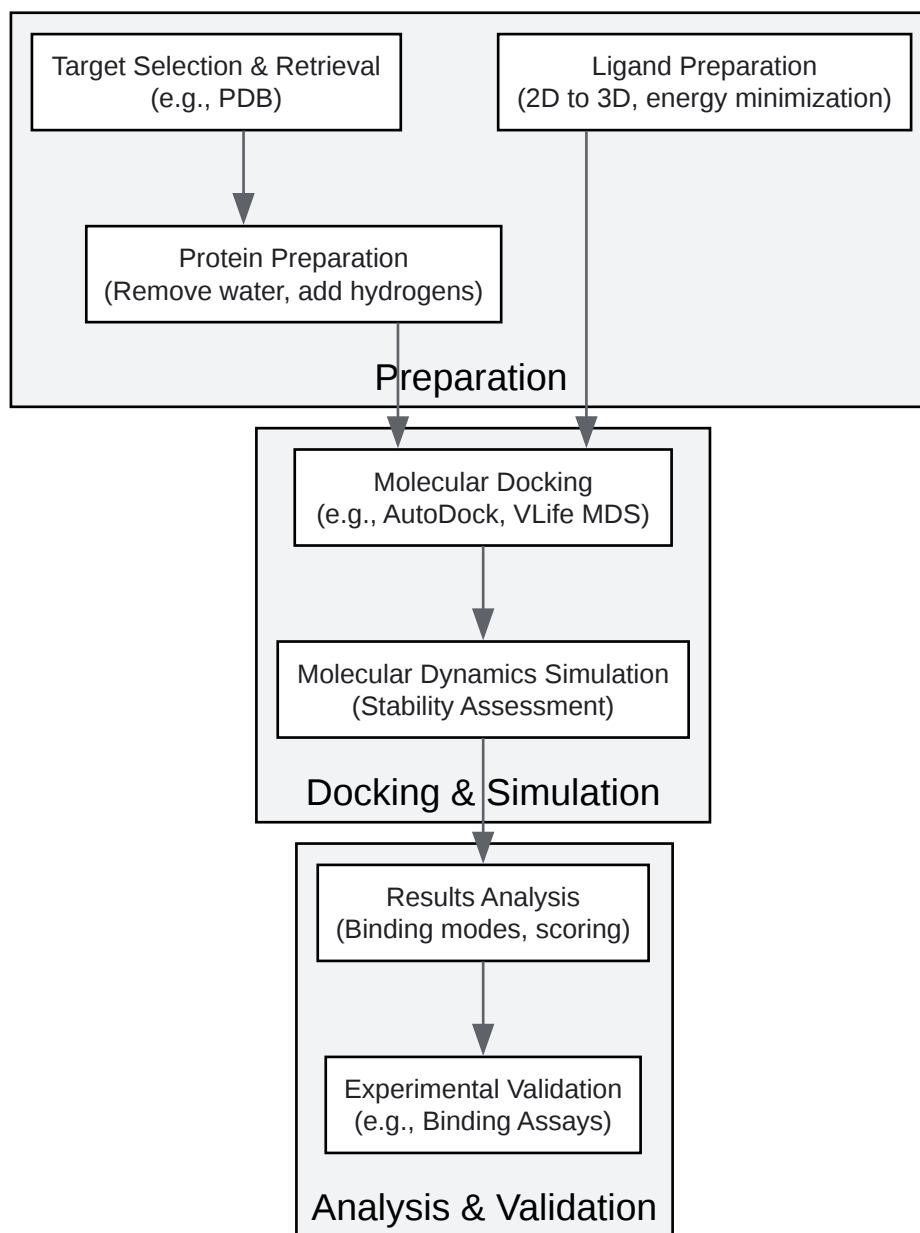 Target Selection & Retrieval
(e.g., PDB)
Ligand Preparation
(2D to 3D, energy minimization)
Protein Preparation
(Remove water, add hydrogens)
Preparation
Molecular Docking
(e.g., AutoDock, VLife MDS)
Molecular Dynamics Simulation
(Stability Assessment)
Docking & Simulation
Results Analysis
(Binding modes, scoring)
Experimental Validation
(e.g., Binding Assays)
Analysis & Validation